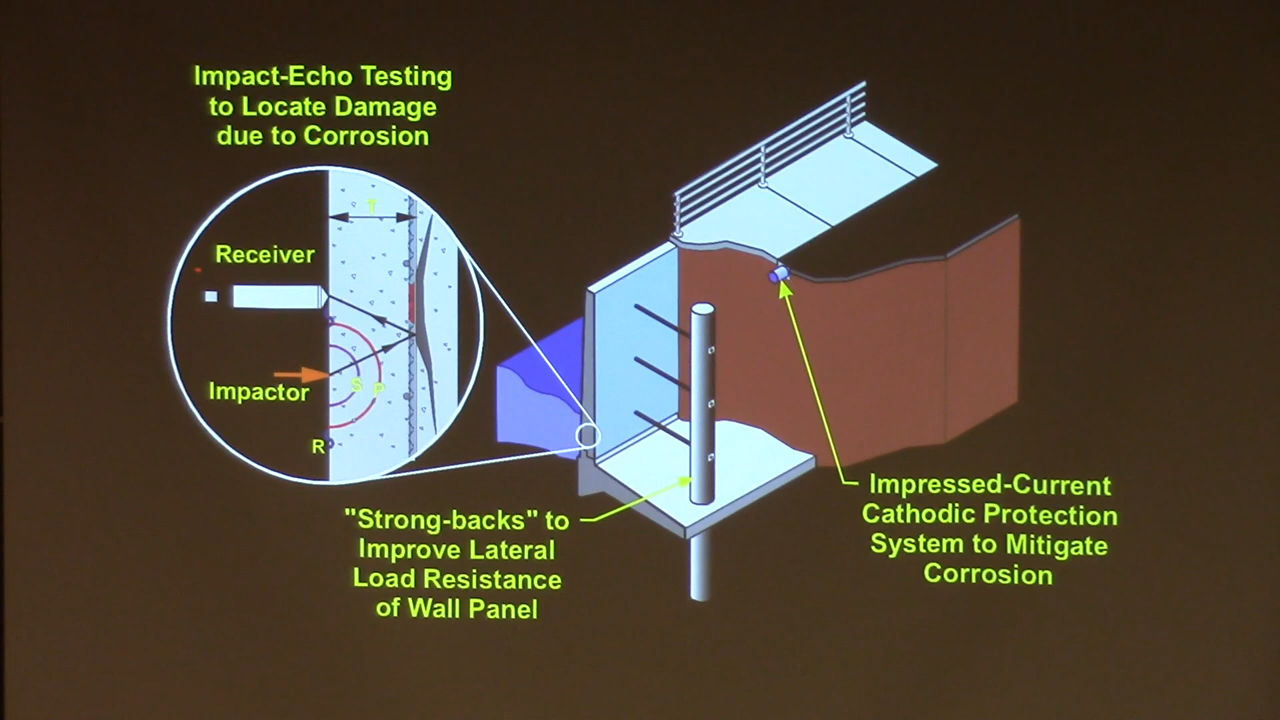 Impact-Echo Testing
to Locate Damage
due to Corrosion
T
Receiver
Impactor
S
P
R
"Strong-backs" to
Improve Lateral
Load Resistance
of Wall Panel
Impressed-Current
Cathodic Protection
System to Mitigate
Corrosion